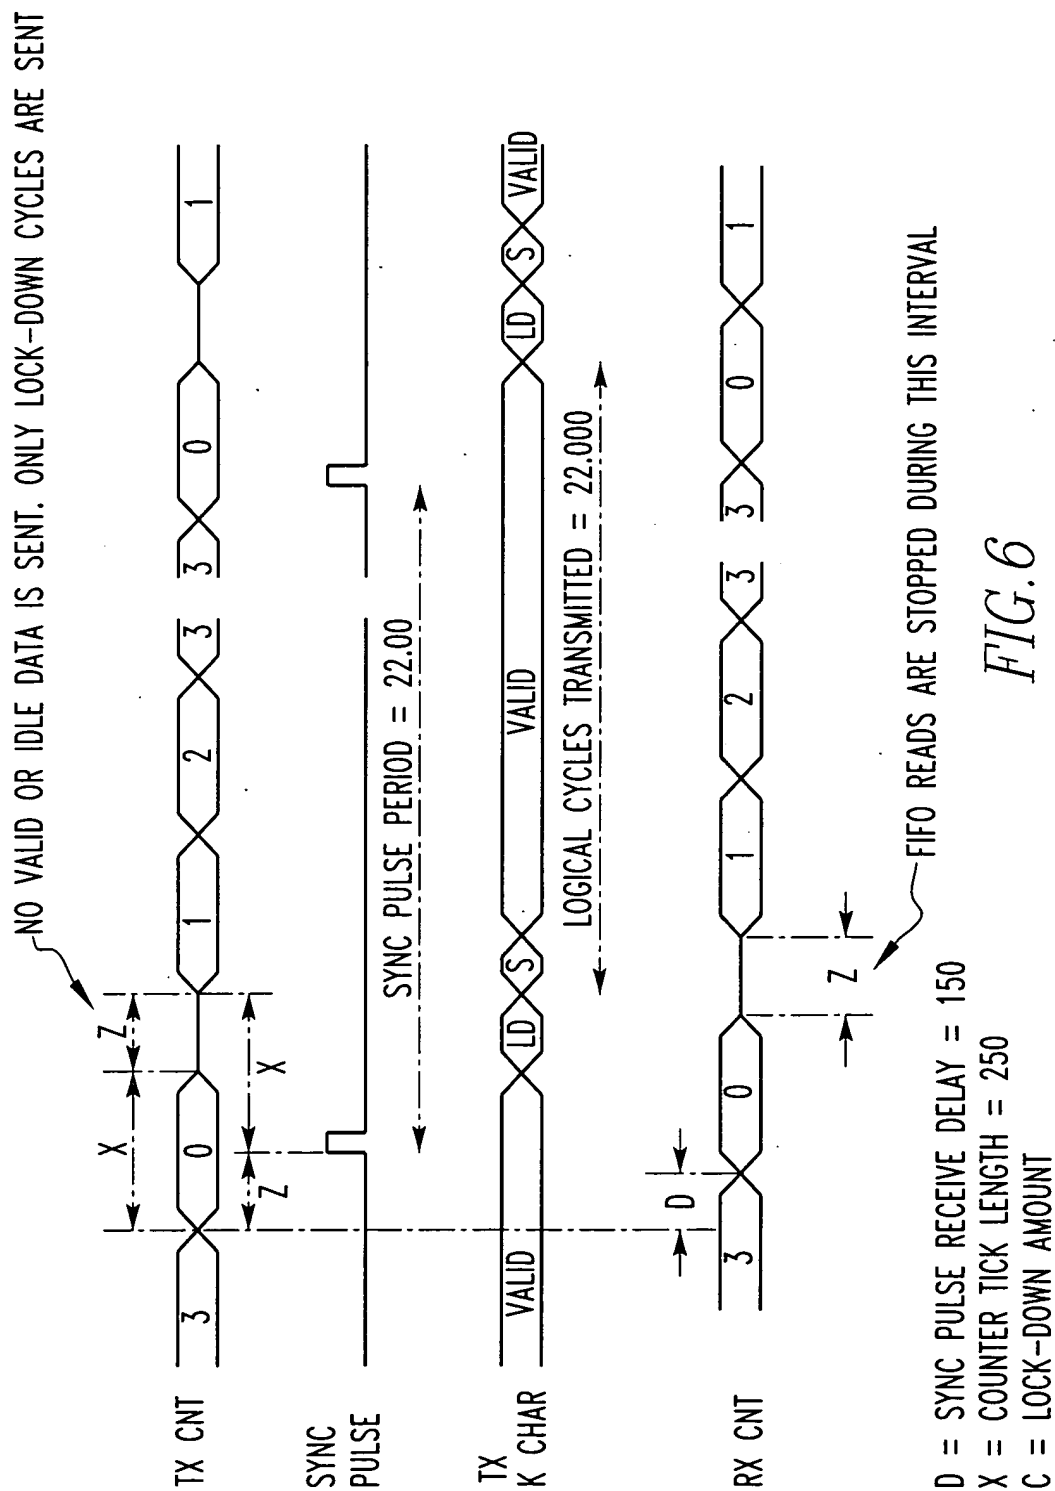 NO VALID OR IDLE DATA IS SENT. ONLY LOCK-DOWN CYCLES ARE SENT
X
Z
TX CNT
3
0
1
2
3
3
0
1
Z
X
SYNC
PULSE
SYNC PULSE PERIOD = 22.00
TX
K CHAR
VALID
LD
S
VALID
LD
S
VALID
LOGICAL CYCLES TRANSMITTED = 22.000
D
RX CNT
3
0
1
2
3
3
0
1
Z
FIFO READS ARE STOPPED DURING THIS INTERVAL
D = SYNC PULSE RECEIVE DELAY = 150
X = COUNTER TICK LENGTH = 250
C = LOCK-DOWN AMOUNT
FIG.6